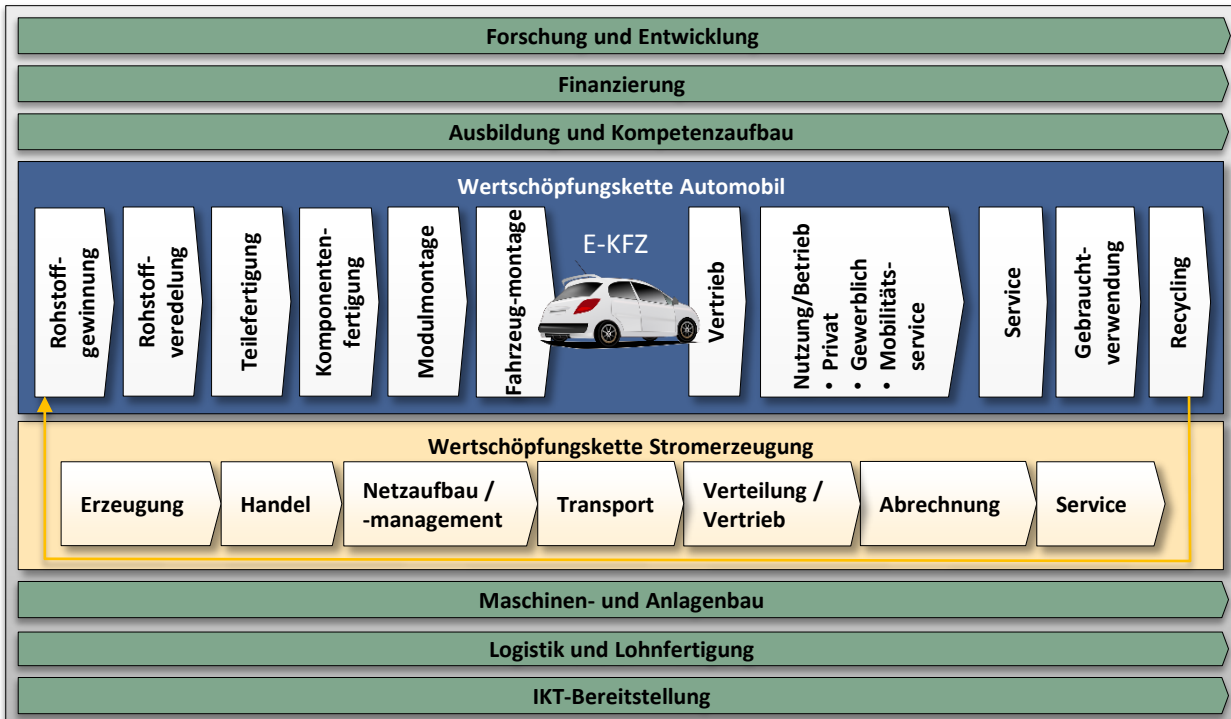 Forschung und Entwicklung
Finanzierung
Ausbildung und Kompetenzaufbau
Wertschöpfungskette Automobil
Rohstoff-
gewinnung
Rohstoff-
veredelung
Teilefertigung
Komponenten-
fertigung
Modulmontage
Fahrzeug-montage
E-KFZ
Vertrieb
Nutzung/Betrieb
• Privat
• Gewerblich
• Mobilitäts-
service
Service
Gebraucht-
verwendung
Recycling
Wertschöpfungskette Stromerzeugung
Erzeugung
Handel
Netzaufbau /
-management
Transport
Verteilung /
Vertrieb
Abrechnung
Service
Maschinen- und Anlagenbau
Logistik und Lohnfertigung
IKT-Bereitstellung